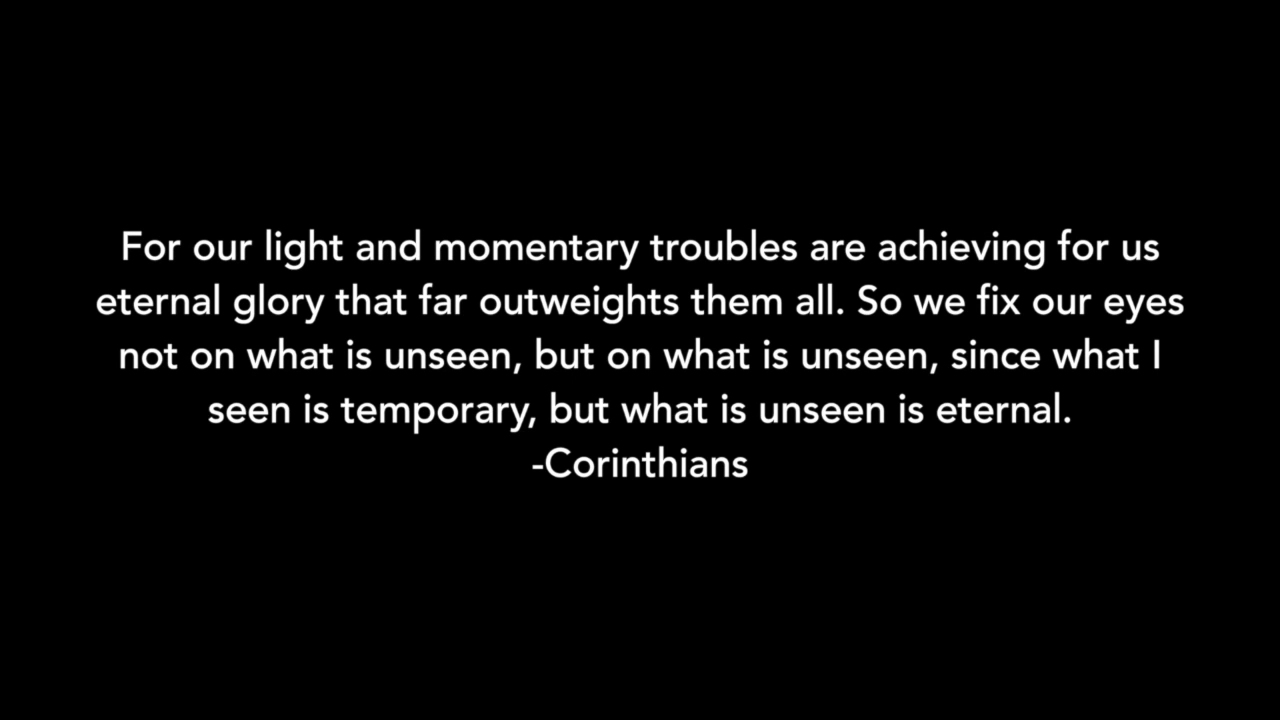 For our light and momentary troubles are achieving for us
eternal glory that far outweights them all. So we fix our eyes
not on what is unseen, but on what is unseen, since what I
seen is temporary, but what is unseen is eternal.
-Corinthians